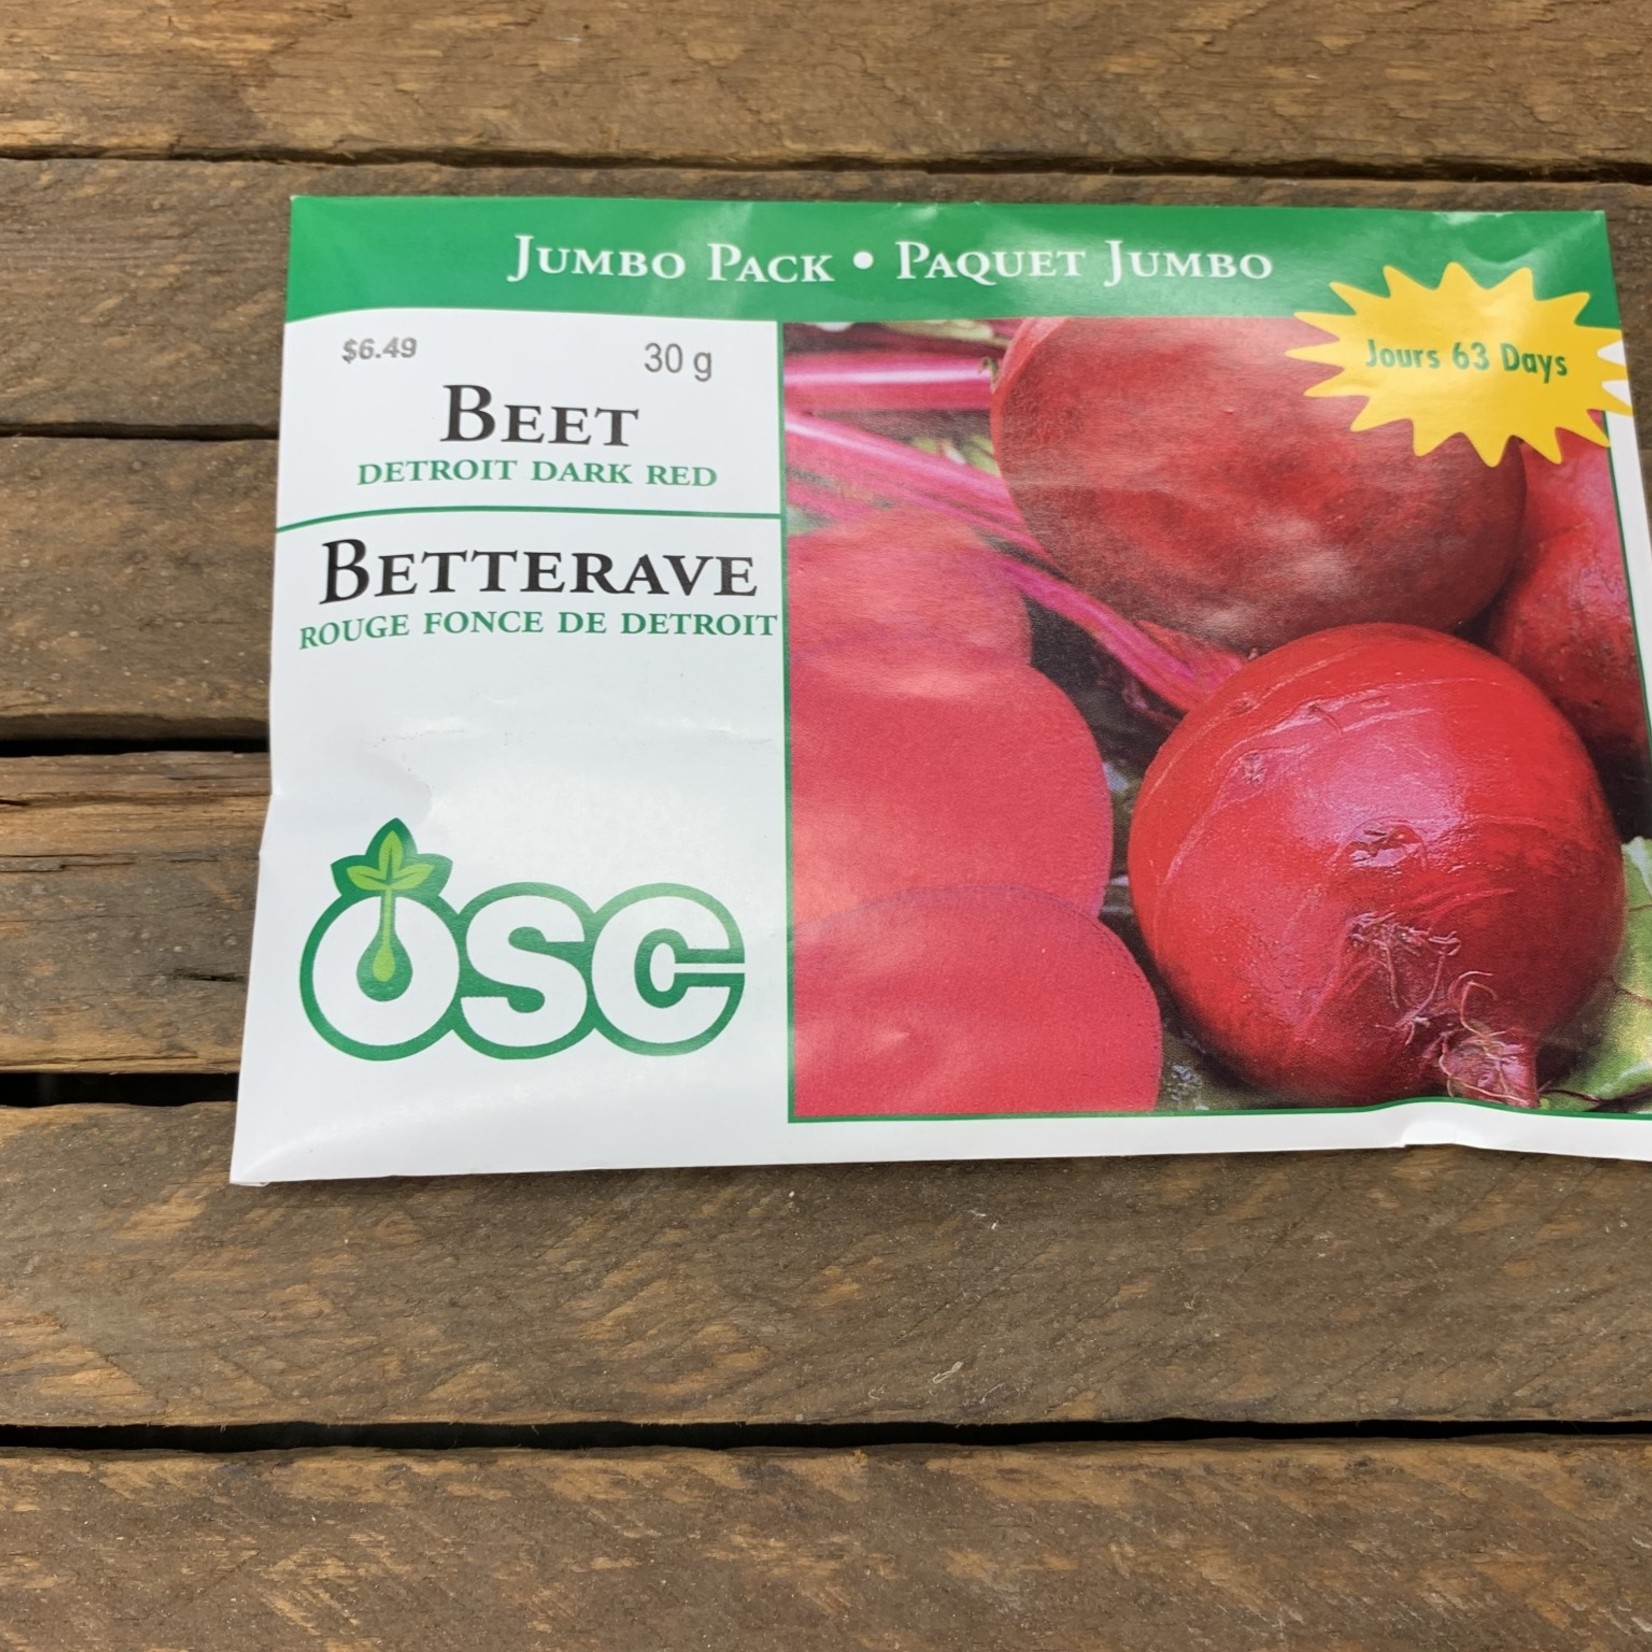 Jumbo Pack • Paquet Jumbo
$6.49 30 g
Jours 63 Days
Beet
DETROIT DARK RED
Betterave
ROUGE FONCE DE DETROIT
OSC